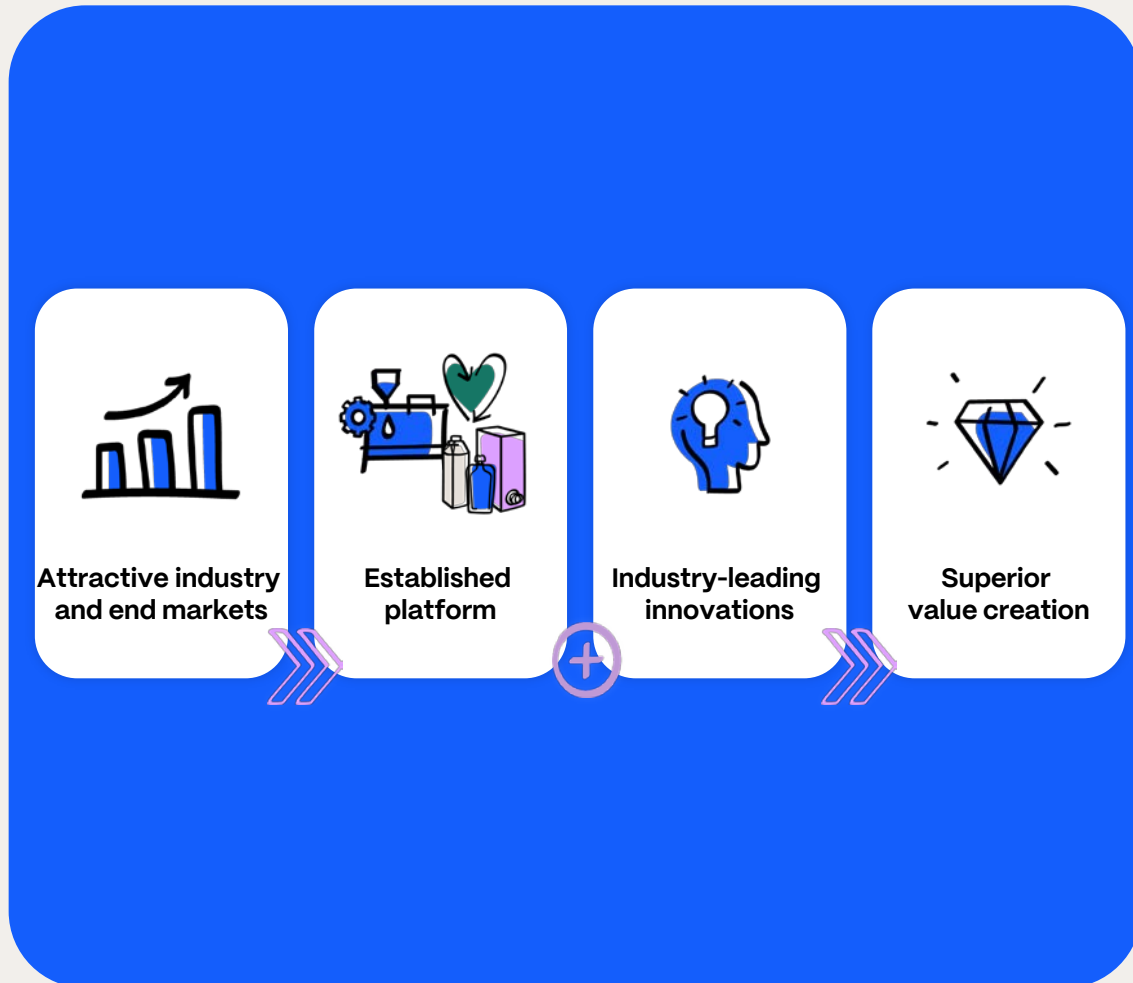 Attractive industry
and end markets
Established
platform
Industry-leading
innovations
Superior
value creation